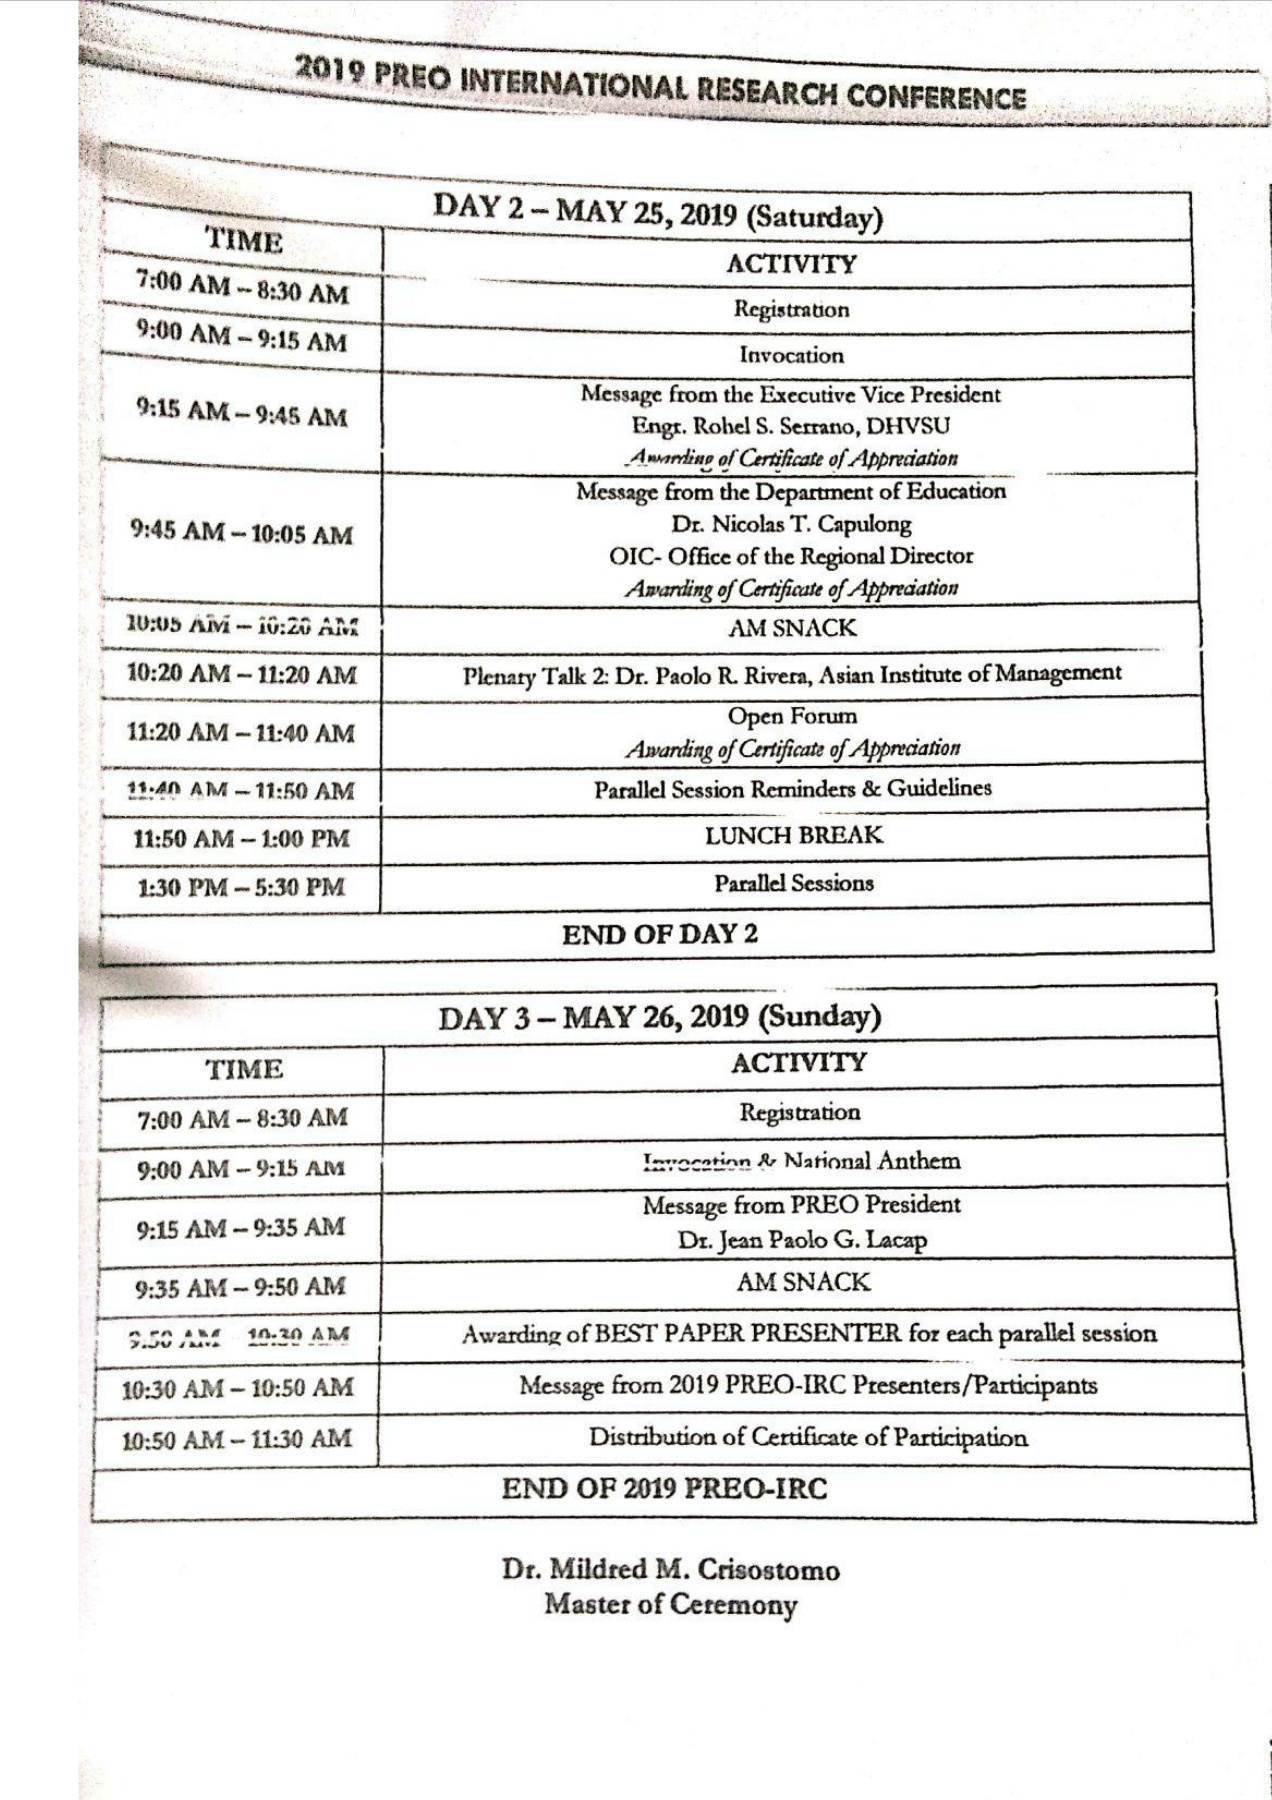 2019 PREO INTERNATIONAL RESEARCH CONFERENCE
DAY 2 – MAY 25, 2019 (Saturday)
TIME ACTIVITY
7:00 AM – 8:30 AM Registration
9:00 AM – 9:15 AM Invocation
9:15 AM – 9:45 AM Message from the Executive Vice President
Engr. Rohel S. Serrano, DHVSU
Awarding of Certificate of Appreciation
9:45 AM – 10:05 AM Message from the Department of Education
Dr. Nicolas T. Capulong
OIC- Office of the Regional Director
Awarding of Certificate of Appreciation
10:05 AM – 10:20 AM AM SNACK
10:20 AM – 11:20 AM Plenary Talk 2: Dr. Paolo R. Rivera, Asian Institute of Management
11:20 AM – 11:40 AM Open Forum
Awarding of Certificate of Appreciation
11:40 AM – 11:50 AM Parallel Session Reminders & Guidelines
11:50 AM – 1:00 PM LUNCH BREAK
1:30 PM – 5:30 PM Parallel Sessions
END OF DAY 2
DAY 3 – MAY 26, 2019 (Sunday)
TIME ACTIVITY
7:00 AM – 8:30 AM Registration
9:00 AM – 9:15 AM Invocation & National Anthem
9:15 AM – 9:35 AM Message from PREO President
Dr. Jean Paolo G. Lacap
9:35 AM – 9:50 AM AM SNACK
9:50 AM – 10:30 AM Awarding of BEST PAPER PRESENTER for each parallel session
10:30 AM – 10:50 AM Message from 2019 PREO-IRC Presenters/Participants
10:50 AM – 11:30 AM Distribution of Certificate of Participation
END OF 2019 PREO-IRC
Dr. Mildred M. Crisostomo
Master of Ceremony